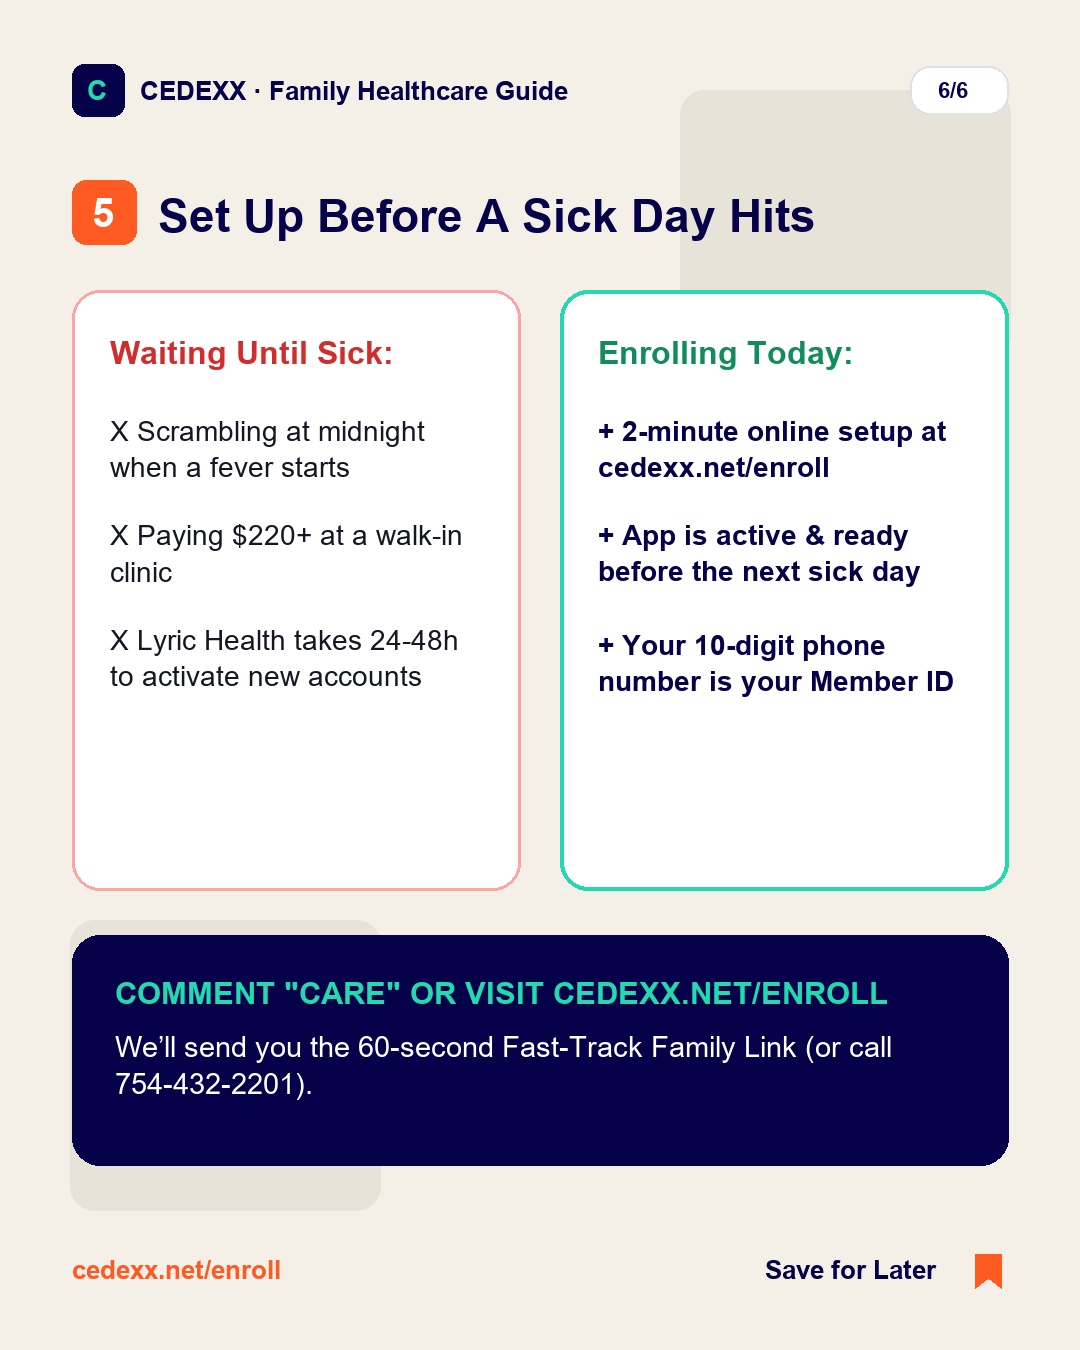 C
CEDEXX · Family Healthcare Guide
6/6
5
Set Up Before A Sick Day Hits
Waiting Until Sick:
X Scrambling at midnight
when a fever starts
X Paying $220+ at a walk-in
clinic
X Lyric Health takes 24-48h
to activate new accounts
Enrolling Today:
+ 2-minute online setup at
cedexx.net/enroll
+ App is active & ready
before the next sick day
+ Your 10-digit phone
number is your Member ID
COMMENT "CARE" OR VISIT CEDEXX.NET/ENROLL
We’ll send you the 60-second Fast-Track Family Link (or call
754-432-2201).
cedexx.net/enroll
Save for Later